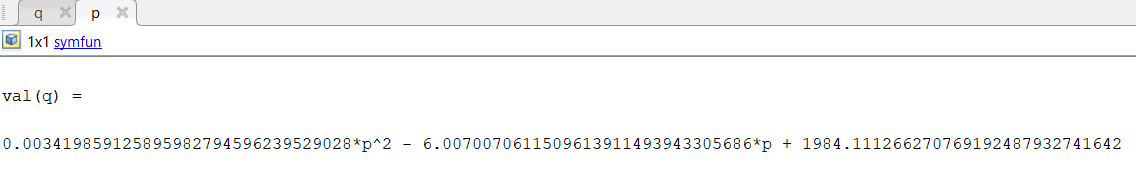 q p
1x1 symfun
val(q) =
0.0034198591258959827945962395290​28*p^2 - 6.0070070611509613911493943305686*p + 1984.1112662707691924879327416​42